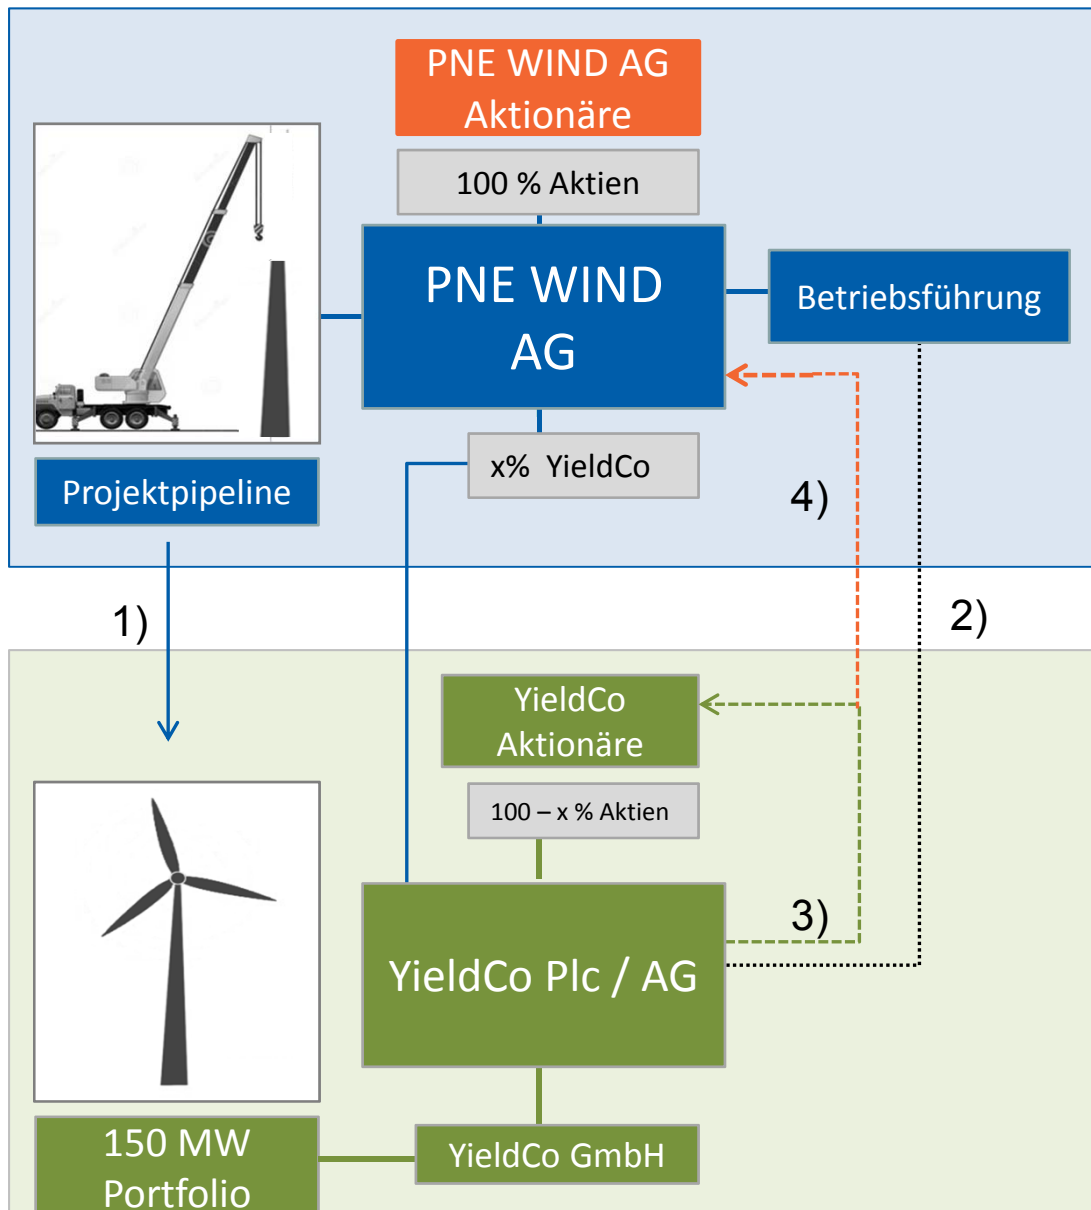 PNE WIND AG
Aktionäre
100 % Aktien
PNE WIND
AG
Betriebsführung
x% YieldCo
Projektpipeline
4)
1)
2)
YieldCo
Aktionäre
100 – x % Aktien
3)
YieldCo Plc / AG
150 MW
Portfolio
YieldCo GmbH